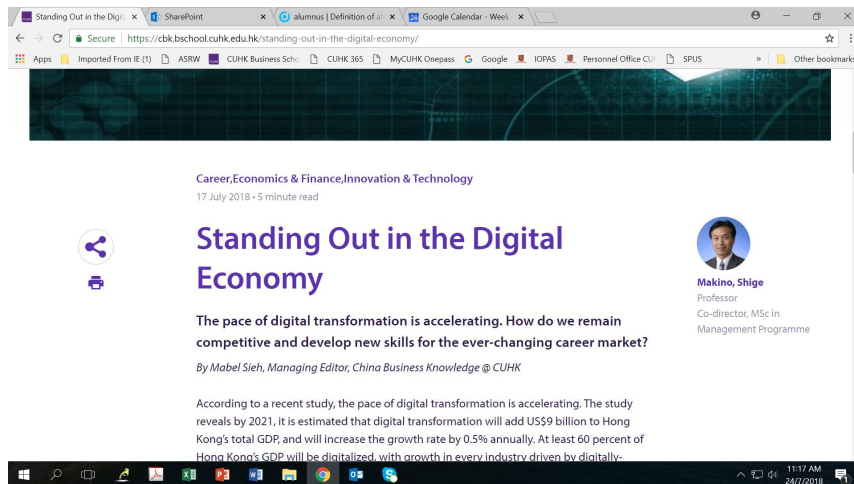 Standing Out in the Digit
SharePoint
alumnus | Definition of al
Google Calendar - Week
Secure
https://cbk.bschool.cuhk.edu.hk/standing-out-in-the-digital-economy/
Apps
Imported From IE (1)
ASRW
CUHK Business Scho
CUHK 365
MyCUHK Onepass
Google
IOPAS
Personnel Office CU
SPUS
»
Other bookmarks
Career,Economics & Finance,Innovation & Technology
17 July 2018 • 5 minute read
Standing Out in the Digital
Economy
The pace of digital transformation is accelerating. How do we remain
competitive and develop new skills for the ever-changing career market?
By Mabel Sieh, Managing Editor, China Business Knowledge @ CUHK
According to a recent study, the pace of digital transformation is accelerating. The study
reveals by 2021, it is estimated that digital transformation will add US$9 billion to Hong
Kong's total GDP, and will increase the growth rate by 0.5% annually. At least 60 percent of
Hong Kong's GDP will be digitalized, with growth in every industry driven by digitally-
Makino, Shige
Professor
Co-director, MSc in
Management Programme
11:17 AM
24/7/2018